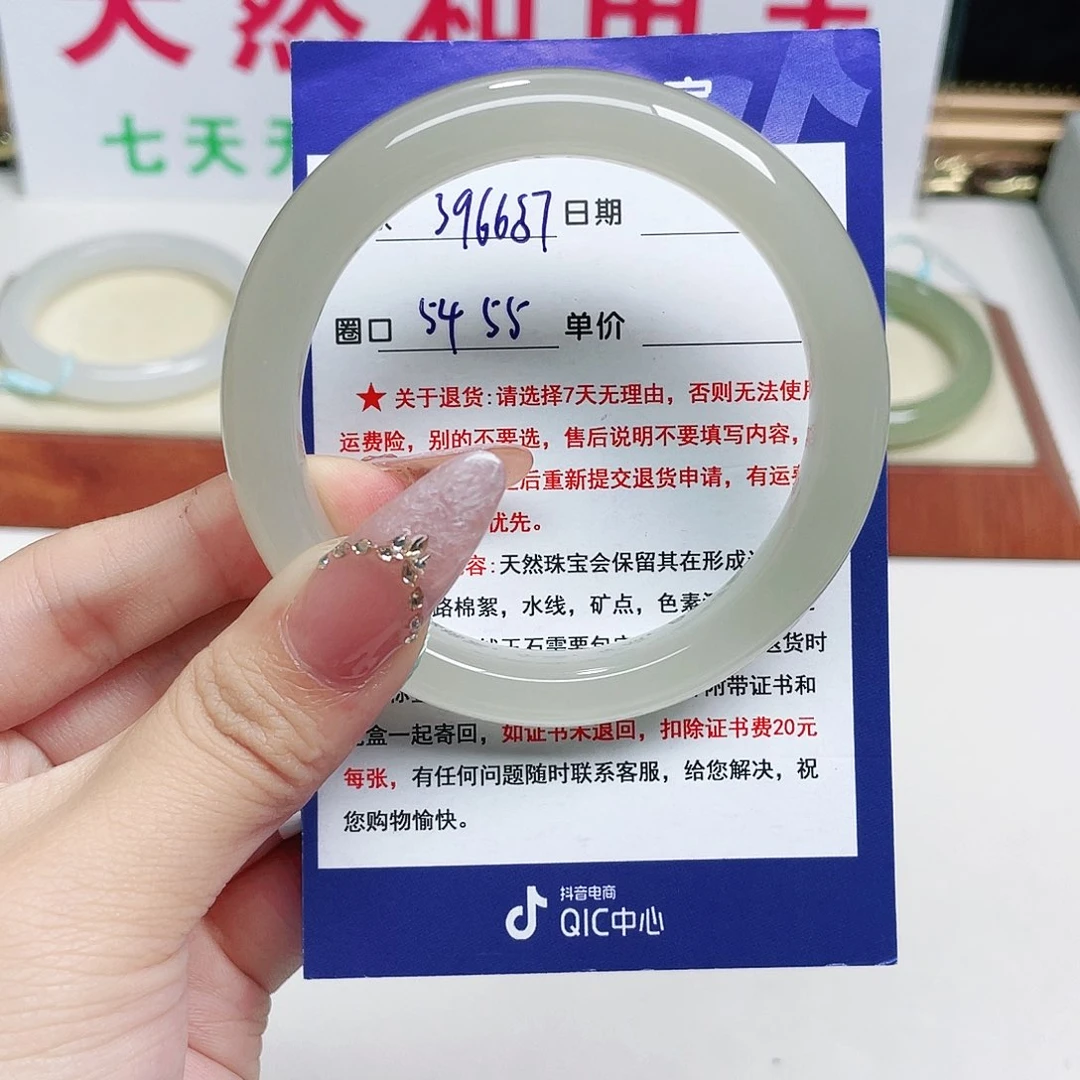 天然和田玉
七天无
396687 日期
圈口 54 55 单价
★关于退货:请选择7天无理由，否则无法使用
运费险，别的不要选，售后说明不要填写内容，
后重新提交退货申请，有运费
优先。
容:天然珠宝会保留其在形成
路棉絮，水线，矿点，色素
退货时
附带证书和
盒一起寄回，如证书未退回，扣除证书费20元
每张，有任何问题随时联系客服，给您解决，祝
您购物愉快。
抖音电商
QIC中心